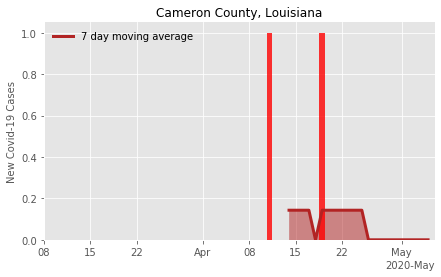 Cameron County, Louisiana
7 day moving average
New Covid-19 Cases
1.0
0.8
0.6
0.4
0.2
0.0
08 15 22 Apr 08 15 22 May
2020-May